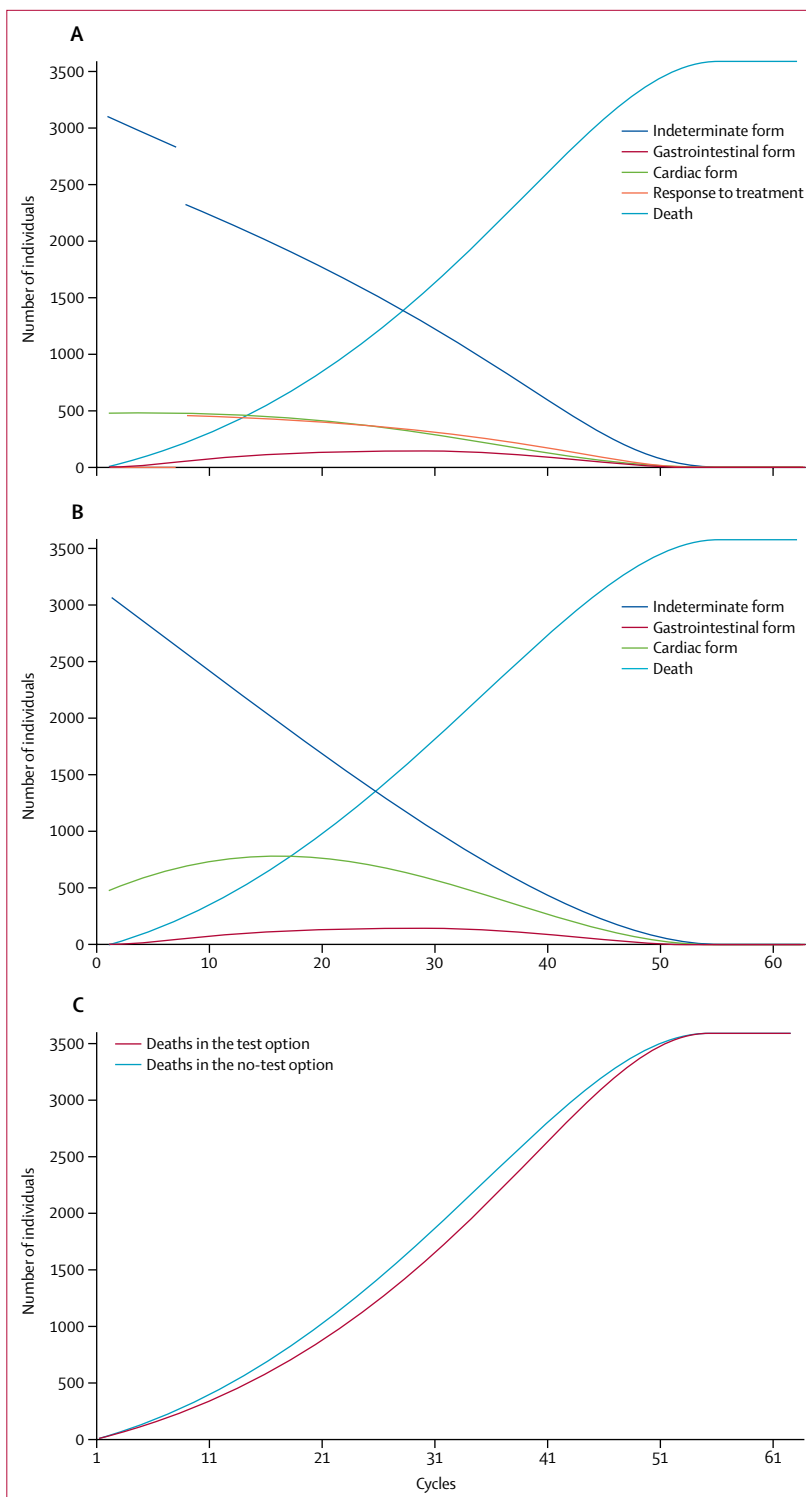 A
3500
3000
2500
2000
1500
1000
500
0
Number of individuals
Indeterminate form
Gastrointestinal form
Cardiac form
Response to treatment
Death
B
3500
3000
2500
2000
1500
1000
500
0
Number of individuals
Indeterminate form
Gastrointestinal form
Cardiac form
Death
0 10 20 30 40 50 60
C
3500
3000
2500
2000
1500
1000
500
0
Number of individuals
Deaths in the test option
Deaths in the no-test option
1 11 21 31 41 51 61
Cycles